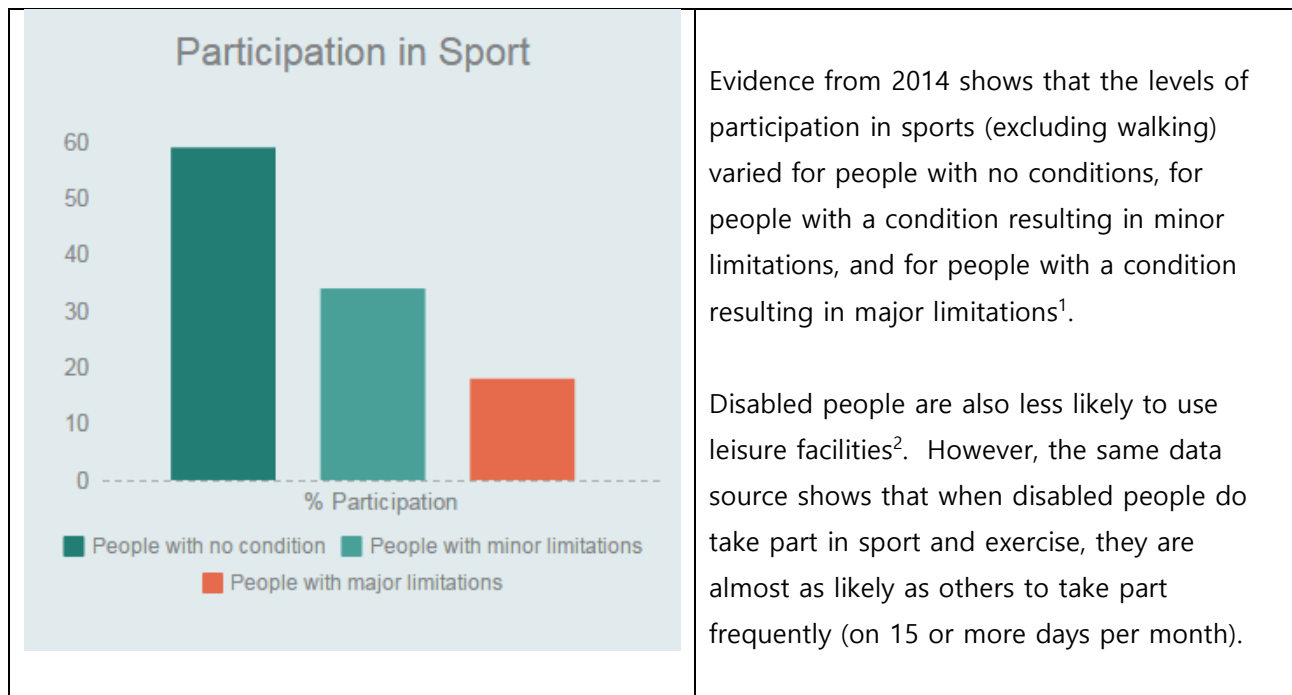 Participation in Sport
60
50
40
30
20
10
0
% Participation
People with no condition People with minor limitations
People with major limitations
Evidence from 2014 shows that the levels of
participation in sports (excluding walking)
varied for people with no conditions, for
people with a condition resulting in minor
limitations, and for people with a condition
resulting in major limitations¹.
Disabled people are also less likely to use
leisure facilities². However, the same data
source shows that when disabled people do
take part in sport and exercise, they are
almost as likely as others to take part
frequently (on 15 or more days per month).